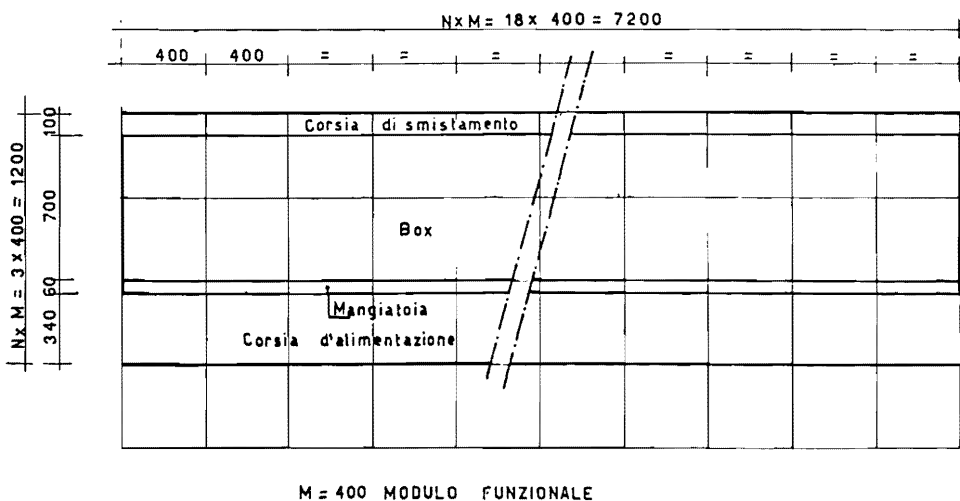 N x M = 18 x 400 = 7200
400 400 = = = = = = =
N x M = 3 x 400 = 1200
100
700
60
340
Corsia di smistamento
Box
Mangiatoia
Corsia d'alimentazione
M = 400 MODULO FUNZIONALE